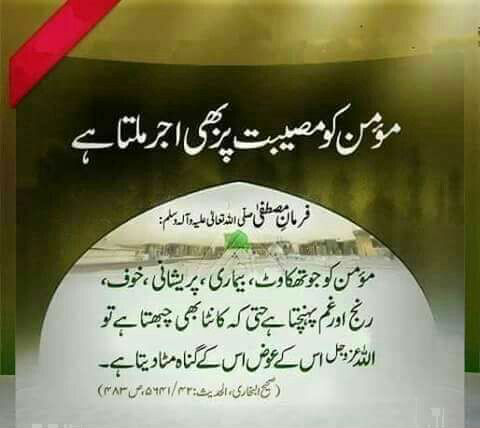 مؤمن کو مصیبت پر بھی اجر ملتا ہے
فرمانِ مصطفیٰ صلی اللہ تعالیٰ علیہ وآلہ وسلم:
مؤمن کو جو تھکاوٹ، بیماری، پریشانی، خوف،
رنج اور غم پہنچتا ہے حتی کہ کانٹا بھی چبھتا ہے تو
اللہ عزوجل اس کے عوض اس کے گناہ مٹا دیتا ہے۔
(صحیح البخاری، الحدیث: ۵۶۴۱/۴۲، ص ۴۸۳)